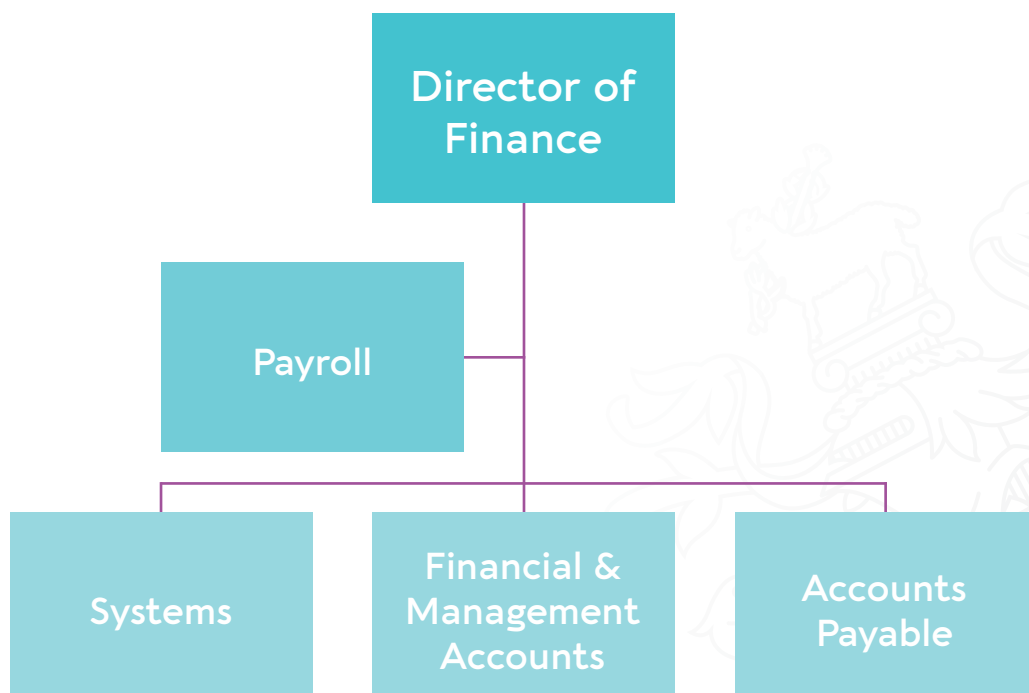 Director of
Finance
Payroll
Systems
Financial &
Management
Accounts
Accounts
Payable